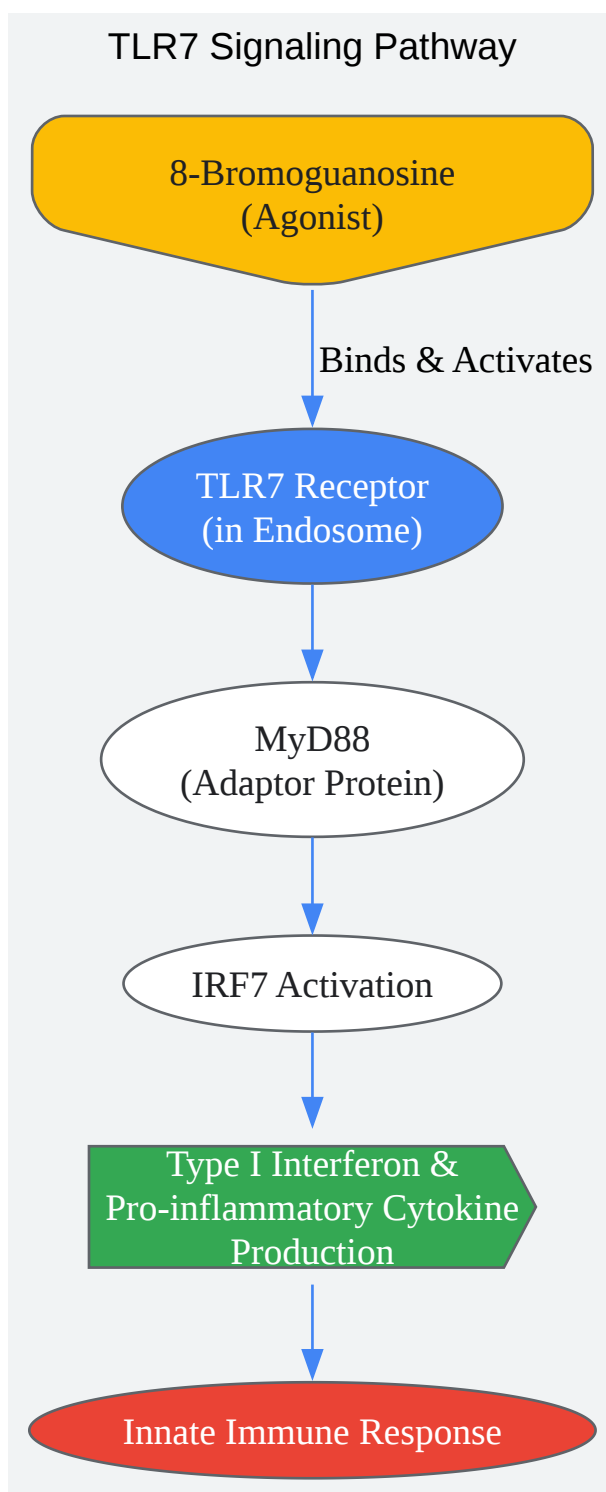 TLR7 Signaling Pathway
8-Bromoguanosine
(Agonist)
Binds & Activates
TLR7 Receptor
(in Endosome)
MyD88
(Adaptor Protein)
IRF7 Activation
Type I Interferon &
Pro-inflammatory Cytokine
Production
Innate Immune Response